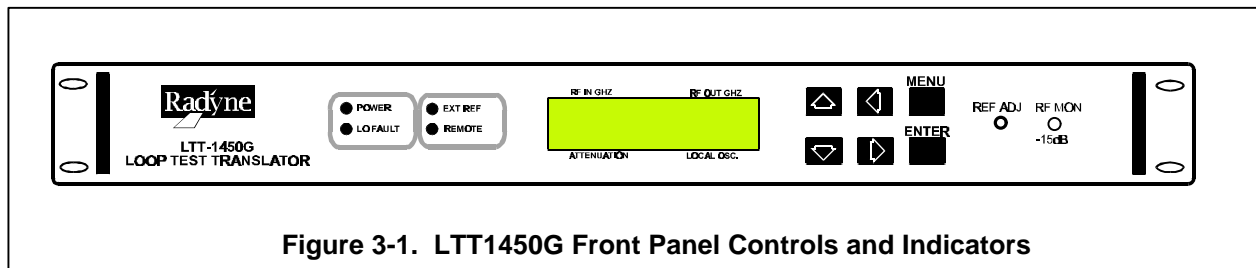 Radyne
LTT-1450G
LOOP TEST TRANSLATOR
POWER
LO FAULT
EXT REF
REMOTE
RF IN GHZ
RF OUT GHZ
ATTENUATION
LOCAL OSC.
MENU
ENTER
REF ADJ
RF MON
-15dB
Figure 3-1. LTT1450G Front Panel Controls and Indicators